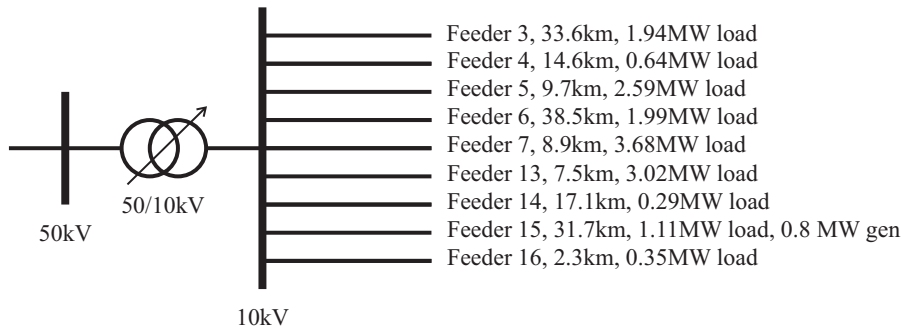 Feeder 3, 33.6km, 1.94MW load
Feeder 4, 14.6km, 0.64MW load
Feeder 5, 9.7km, 2.59MW load
Feeder 6, 38.5km, 1.99MW load
Feeder 7, 8.9km, 3.68MW load
Feeder 13, 7.5km, 3.02MW load
Feeder 14, 17.1km, 0.29MW load
Feeder 15, 31.7km, 1.11MW load, 0.8 MW gen
Feeder 16, 2.3km, 0.35MW load
50/10kV
50kV
10kV